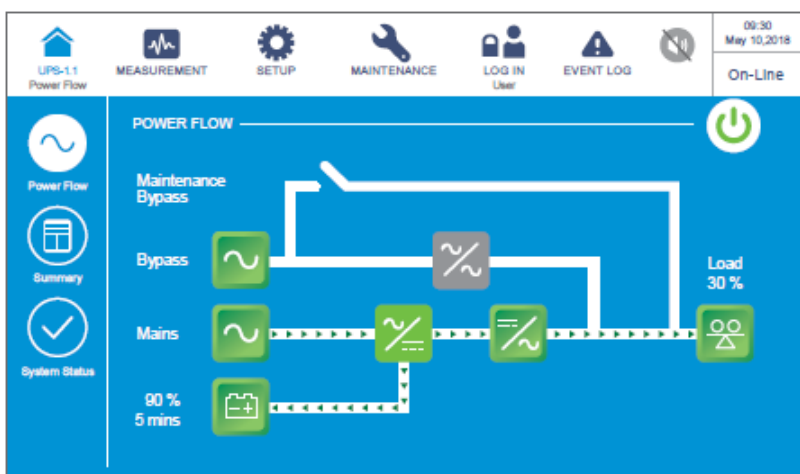 UPS-1.1
Power Flow
MEASUREMENT
SETUP
MAINTENANCE
LOG IN
User
EVENT LOG
09:30
May 10,2018
On-Line
Power Flow
Summary
System Status
POWER FLOW
Maintenance
Bypass
Bypass
Mains
90 %
5 mins
Load
30 %